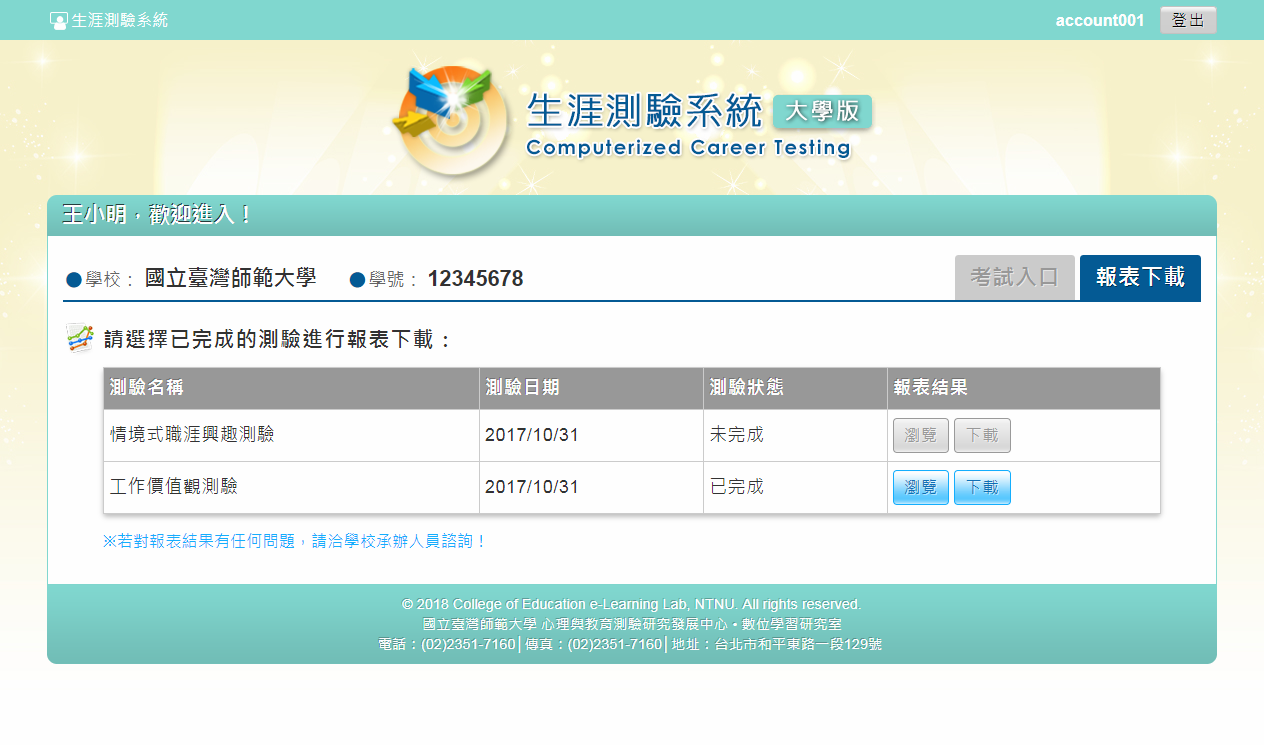 生涯測驗系統 account001 登出
生涯測驗系統 大學版
Computerized Career Testing
王小明，歡迎進入！
學校： 國立臺灣師範大學 學號： 12345678 考試入口 報表下載
請選擇已完成的測驗進行報表下載：
測驗名稱 測驗日期 測驗狀態 報表結果
情境式職涯興趣測驗 2017/10/31 未完成 瀏覽 下載
工作價值觀測驗 2017/10/31 已完成 瀏覽 下載
※若對報表結果有任何問題，請洽學校承辦人員諮詢！
© 2018 College of Education e-Learning Lab, NTNU. All rights reserved.
國立臺灣師範大學 心理與教育測驗研究發展中心・數位學習研究室
電話：(02)2351-7160│傳真：(02)2351-7160│地址：台北市和平東路一段129號